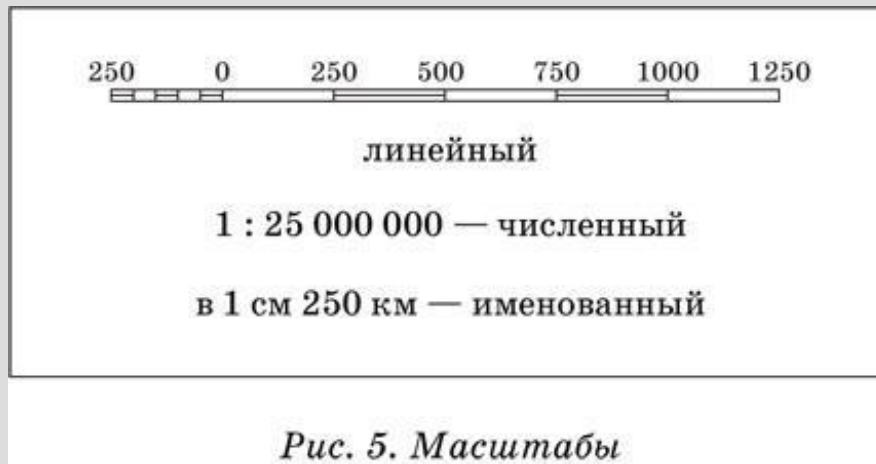 250 0 250 500 750 1000 1250
линейный
1 : 25 000 000 — численный
в 1 см 250 км — именованный
Рис. 5. Масштабы